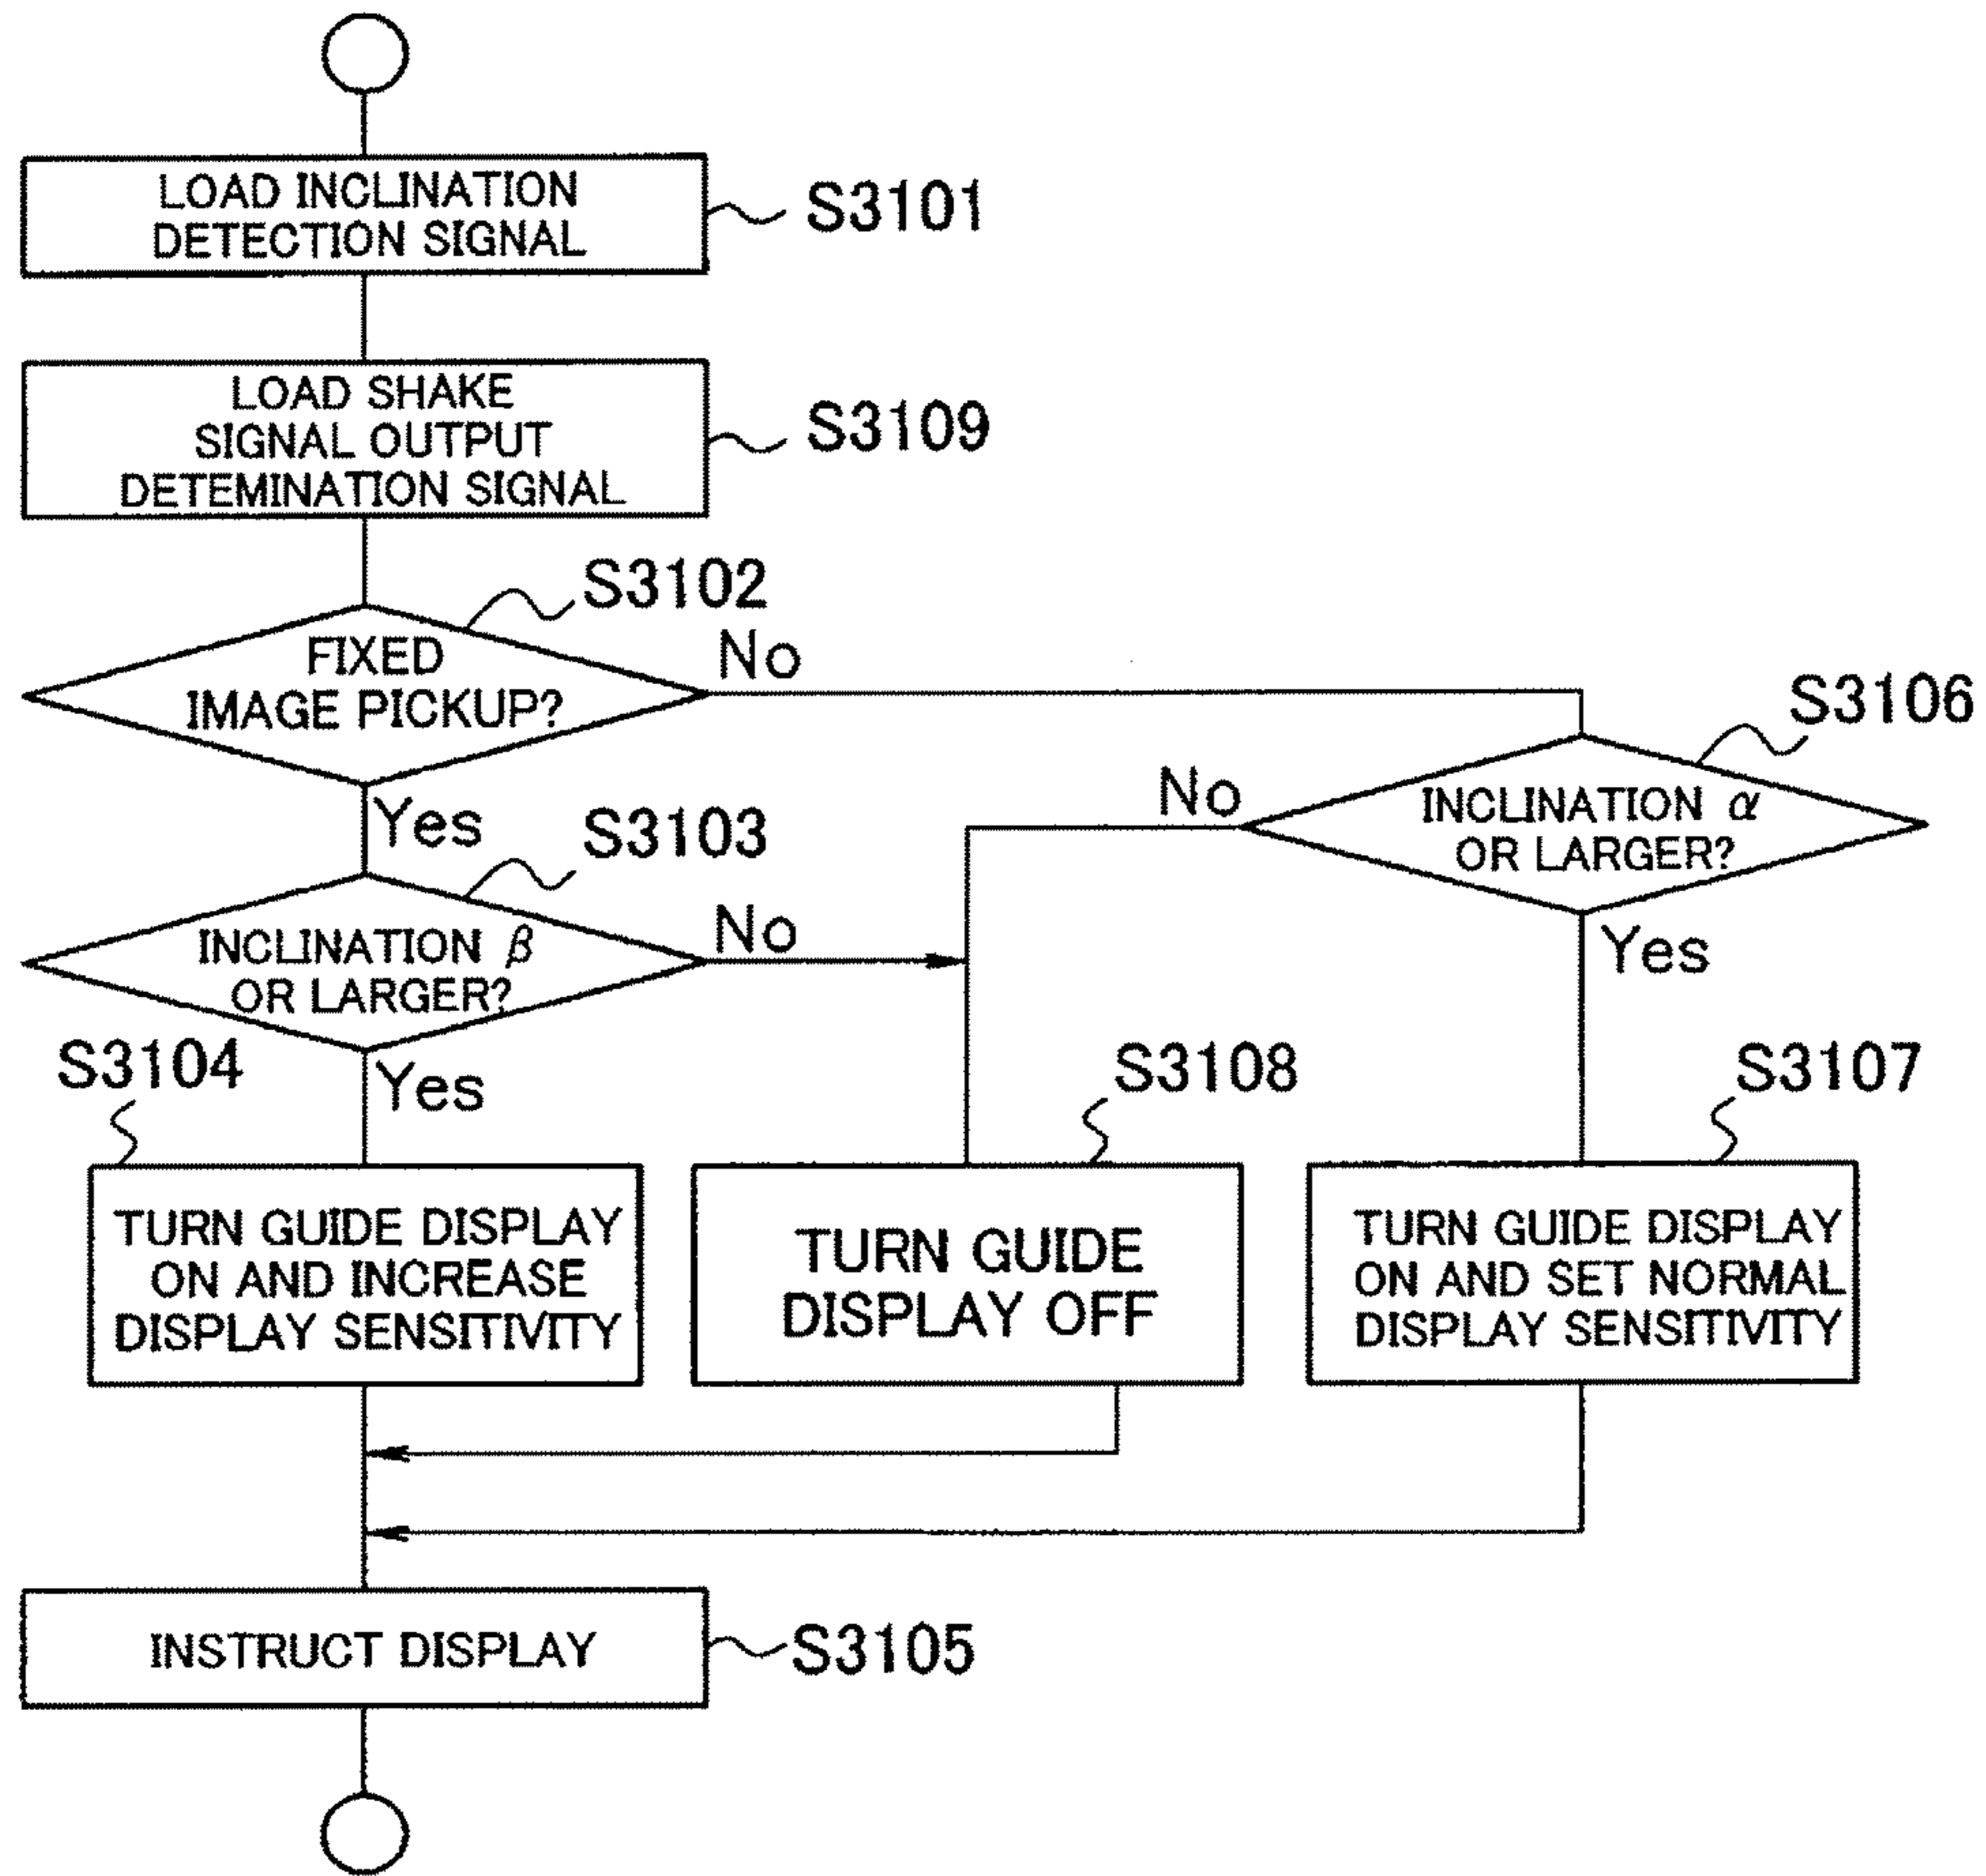 LOAD INCLINATION
DETECTION SIGNAL
S3101
LOAD SHAKE
SIGNAL OUTPUT
DETEMINATION SIGNAL
S3109
S3102
FIXED
IMAGE PICKUP?
No
Yes
S3106
INCLINATION α
OR LARGER?
No
Yes
S3103
INCLINATION β
OR LARGER?
No
Yes
S3104
TURN GUIDE DISPLAY
ON AND INCREASE
DISPLAY SENSITIVITY
S3108
TURN GUIDE
DISPLAY OFF
S3107
TURN GUIDE DISPLAY
ON AND SET NORMAL
DISPLAY SENSITIVITY
INSTRUCT DISPLAY
S3105